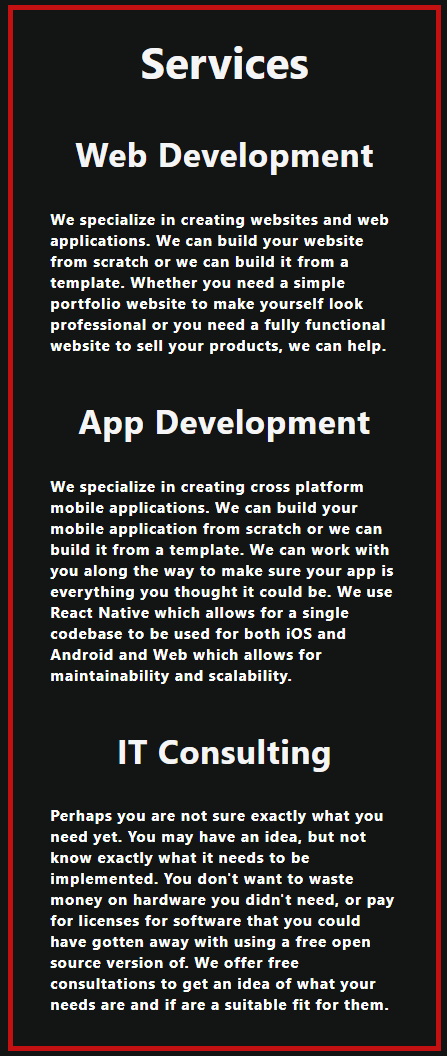 Services
Web Development
We specialize in creating websites and web
applications. We can build your website
from scratch or we can build it from a
template. Whether you need a simple
portfolio website to make yourself look
professional or you need a fully functional
website to sell your products, we can help.
App Development
We specialize in creating cross platform
mobile applications. We can build your
mobile application from scratch or we can
build it from a template. We can work with
you along the way to make sure your app is
everything you thought it could be. We use
React Native which allows for a single
codebase to be used for both iOS and
Android and Web which allows for
maintainability and scalability.
IT Consulting
Perhaps you are not sure exactly what you
need yet. You may have an idea, but not
know exactly what it needs to be
implemented. You don't want to waste
money on hardware you didn't need, or pay
for licenses for software that you could
have gotten away with using a free open
source version of. We offer free
consultations to get an idea of what your
needs are and if are a suitable fit for them.